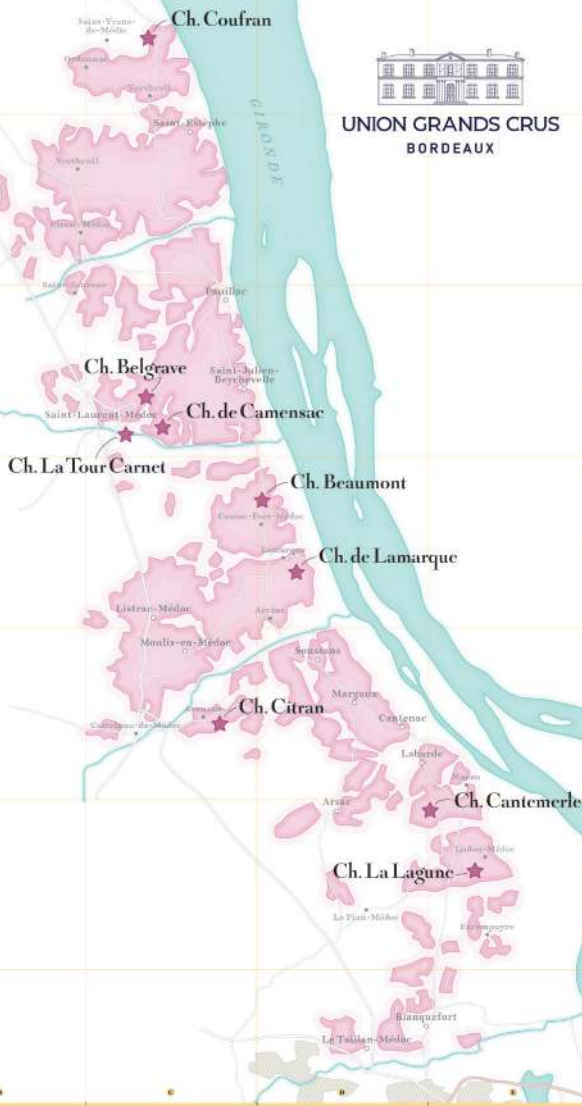 Saint-Yzans-
de-Médoc
Ch. Coufran
UNION GRANDS CRUS
BORDEAUX
GIRONDE
Saint-Estèphe
Vertheuil
Pauillac
Ch. Belgrave
Saint-Julien-
Beychevelle
Saint-Laurent-Médoc
Ch. de Camensac
Ch. La Tour Carnet
Ch. Beaumont
Cussac-Fort-Médoc
Lamarque
Ch. de Lamarque
Listrac-Médoc
Arcins
Moulis-en-Médoc
Soussans
Margaux
Ch. Citran
Cantenac
Castelnau-de-Médoc
Labarde
Macau
Arsac
Ch. Cantemerle
Ludon-Médoc
Ch. La Lagune
Le Pian-Médoc
Parempuyre
Blanquefort
Le Taillan-Médoc
C
D
E